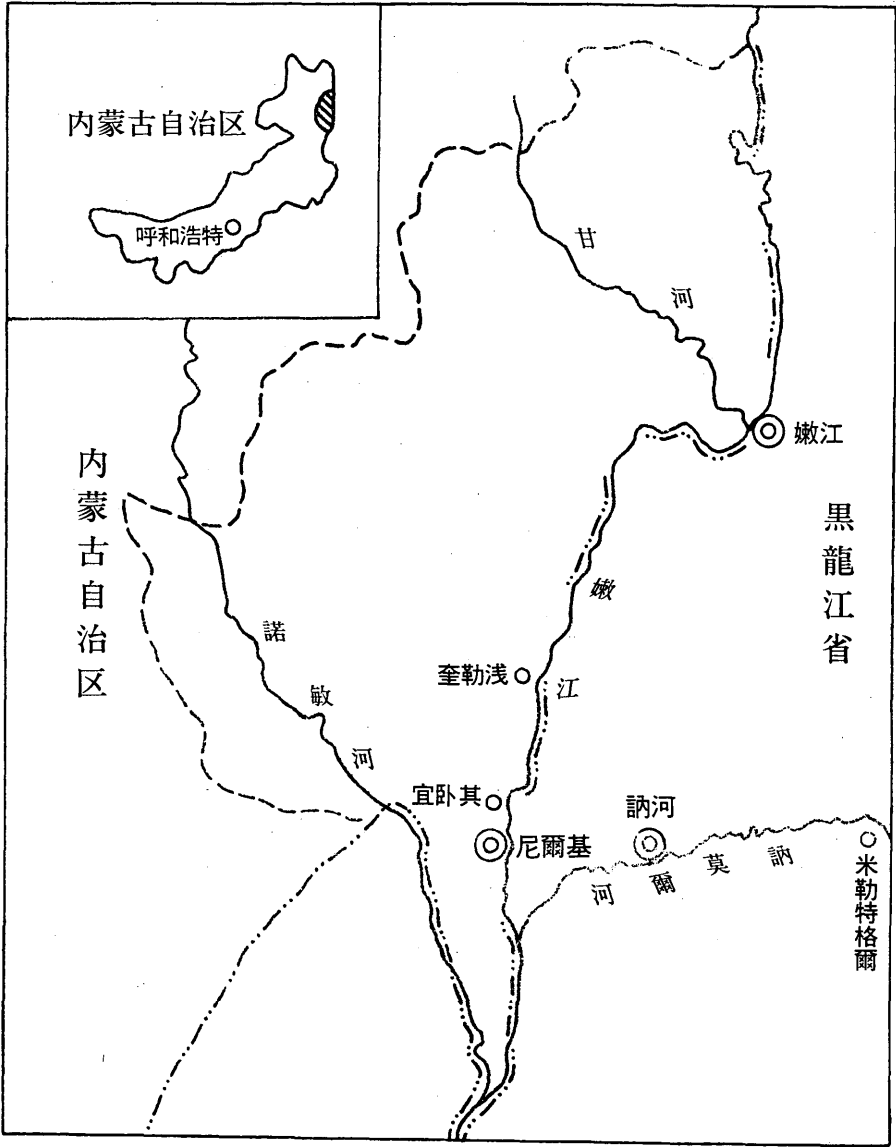 内蒙古自治区
呼和浩特
甘河
嫩江
内蒙古自治区
黒龍江省
諾敏河
嫩江
奎勒浅
宜卧其
尼爾基
訥河
訥莫爾河
米勒特格爾